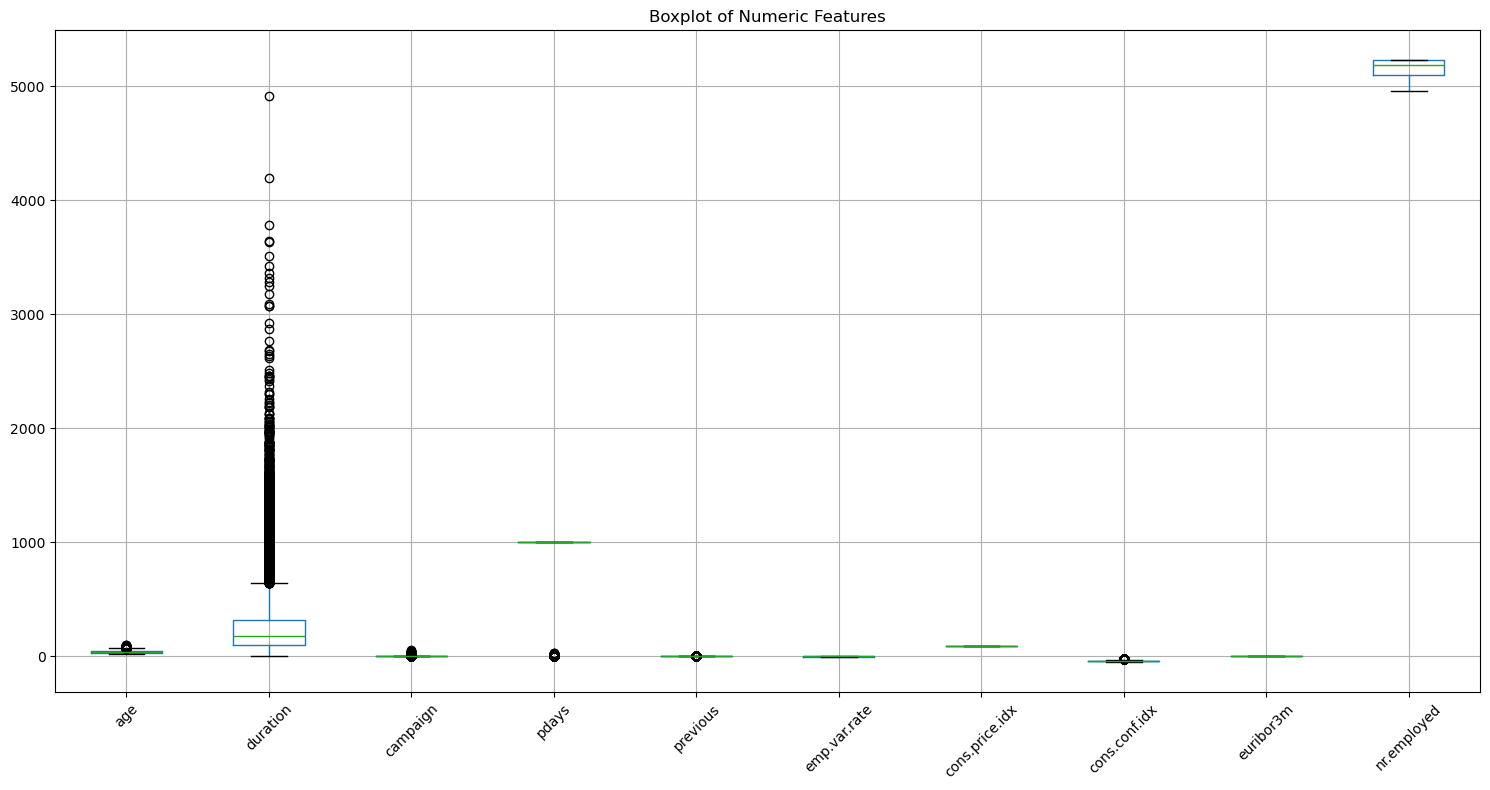 Boxplot of Numeric Features
5000
4000
3000
2000
1000
0
age
duration
campaign
pdays
previous
emp.var.rate
cons.price.idx
cons.conf.idx
euribor3m
nr.employed